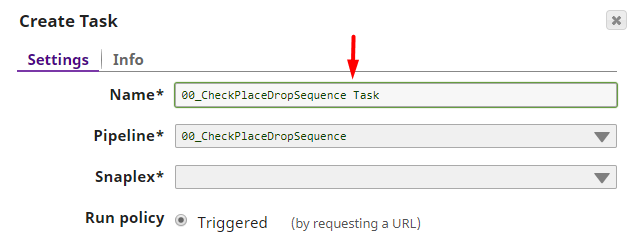 Create Task
Settings Info
Name* 00_CheckPlaceDropSequence Task
Pipeline* 00_CheckPlaceDropSequence
Snaplex*
Run policy Triggered (by requesting a URL)